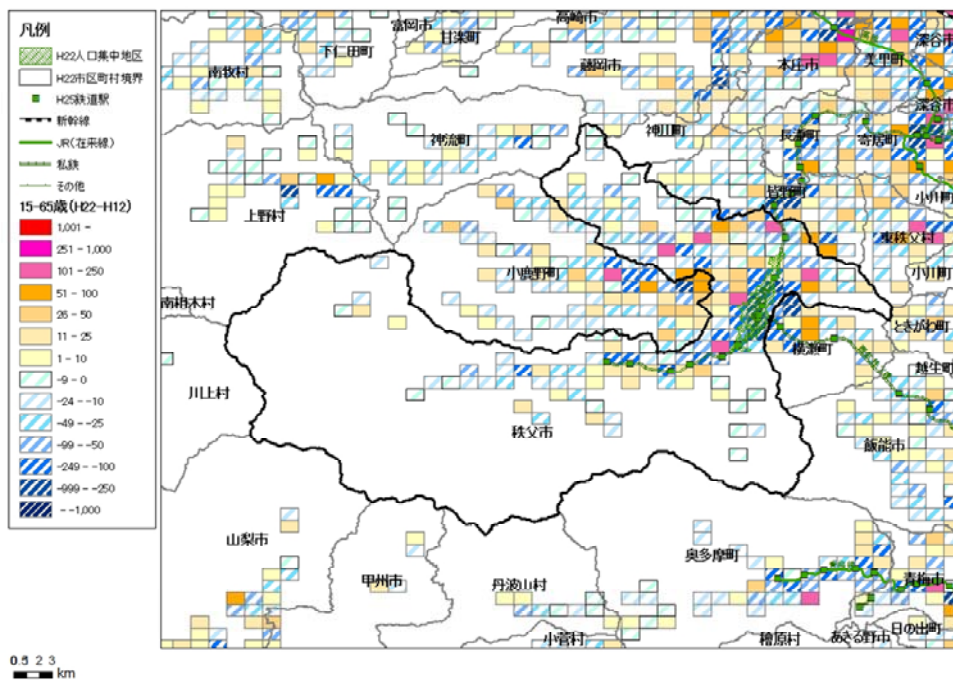 凡例
H22人口集中地区
H22市区町村境界
H25鉄道駅
新幹線
JR(在来線)
私鉄
その他
15-65歳(H22-H12)
1,001 -
251 - 1,000
101 - 250
51 - 100
26 - 50
11 - 25
1 - 10
-9 - 0
-24 - -10
-49 - -25
-99 - -50
-249 - -100
-999 - -250
- -1,000
富岡市
高崎市
甘楽町
下仁田町
南牧村
藤岡市
本庄市
美里町
深谷市
深谷市
神川町
長瀞町
寄居町
神流町
皆野町
小川町
上野村
東秩父村
小鹿野町
小川町
南相木村
ときがわ町
横瀬町
越生町
川上村
秩父市
飯能市
山梨市
奥多摩町
甲州市
丹波山村
青梅市
小菅村
檜原村
あきる野市
日の出町
2 3
km